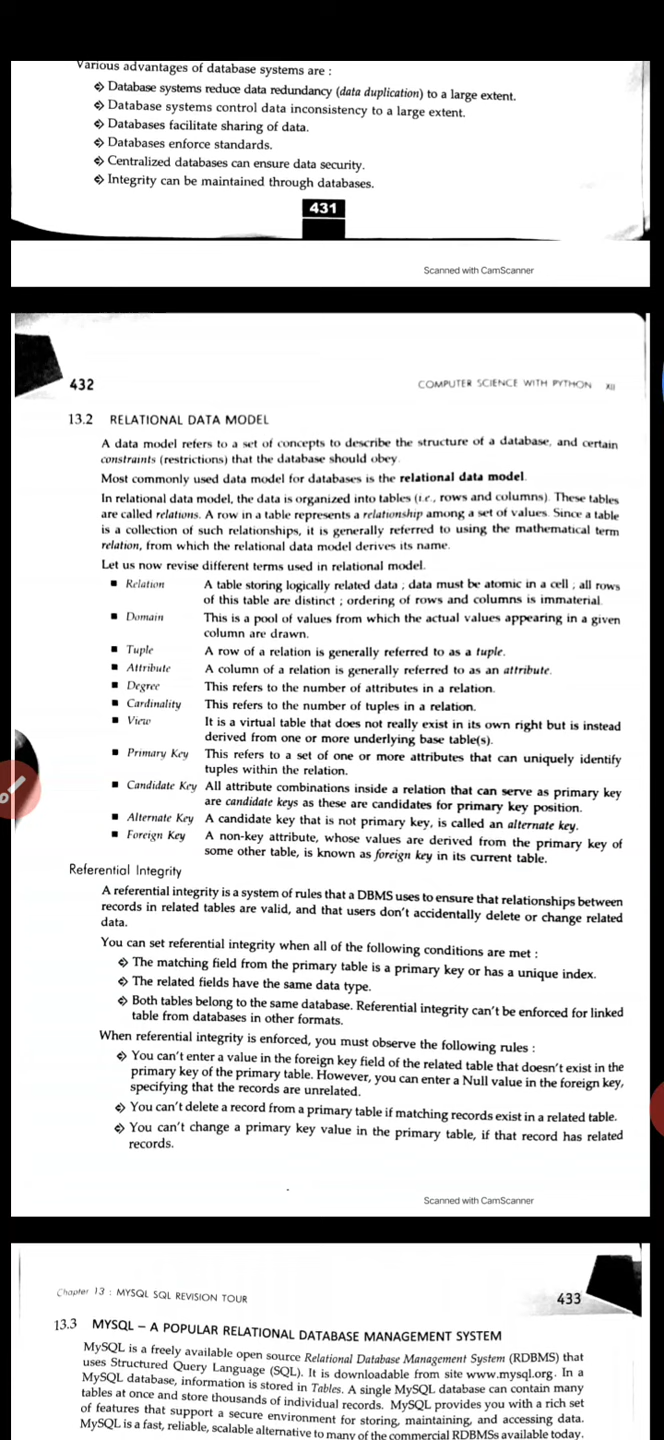 Various advantages of database systems are :
Database systems reduce data redundancy (data duplication) to a large extent.
Database systems control data inconsistency to a large extent.
Databases facilitate sharing of data.
Databases enforce standards.
Centralized databases can ensure data security.
Integrity can be maintained through databases.
431
Scanned with CamScanner
432 COMPUTER SCIENCE WITH PYTHON XII
13.2 RELATIONAL DATA MODEL
A data model refers to a set of concepts to describe the structure of a database, and certain
constraints (restrictions) that the database should obey.
Most commonly used data model for databases is the relational data model.
In relational data model, the data is organized into tables (i.e., rows and columns). These tables
are called relations. A row in a table represents a relationship among a set of values. Since a table
is a collection of such relationships, it is generally referred to using the mathematical term
relation, from which the relational data model derives its name.
Let us now revise different terms used in relational model.
■ Relation A table storing logically related data ; data must be atomic in a cell ; all rows
of this table are distinct ; ordering of rows and columns is immaterial.
■ Domain This is a pool of values from which the actual values appearing in a given
column are drawn.
■ Tuple A row of a relation is generally referred to as a tuple.
■ Attribute A column of a relation is generally referred to as an attribute.
■ Degree This refers to the number of attributes in a relation.
■ Cardinality This refers to the number of tuples in a relation.
■ View It is a virtual table that does not really exist in its own right but is instead
derived from one or more underlying base table(s).
■ Primary Key This refers to a set of one or more attributes that can uniquely identify
tuples within the relation.
■ Candidate Key All attribute combinations inside a relation that can serve as primary key
are candidate keys as these are candidates for primary key position.
■ Alternate Key A candidate key that is not primary key, is called an alternate key.
■ Foreign Key A non-key attribute, whose values are derived from the primary key of
some other table, is known as foreign key in its current table.
Referential Integrity
A referential integrity is a system of rules that a DBMS uses to ensure that relationships between
records in related tables are valid, and that users don't accidentally delete or change related
data.
You can set referential integrity when all of the following conditions are met :
The matching field from the primary table is a primary key or has a unique index.
The related fields have the same data type.
Both tables belong to the same database. Referential integrity can't be enforced for linked
table from databases in other formats.
When referential integrity is enforced, you must observe the following rules :
You can't enter a value in the foreign key field of the related table that doesn't exist in the
primary key of the primary table. However, you can enter a Null value in the foreign key,
specifying that the records are unrelated.
You can't delete a record from a primary table if matching records exist in a related table.
You can't change a primary key value in the primary table, if that record has related
records.
Scanned with CamScanner
Chapter 13 : MYSQL SQL REVISION TOUR 433
13.3 MYSQL – A POPULAR RELATIONAL DATABASE MANAGEMENT SYSTEM
MySQL is a freely available open source Relational Database Management System (RDBMS) that
uses Structured Query Language (SQL). It is downloadable from site www.mysql.org. In a
MySQL database, information is stored in Tables. A single MySQL database can contain many
tables at once and store thousands of individual records. MySQL provides you with a rich set
of features that support a secure environment for storing, maintaining, and accessing data.
MySQL is a fast, reliable, scalable alternative to many of the commercial RDBMSs available today.